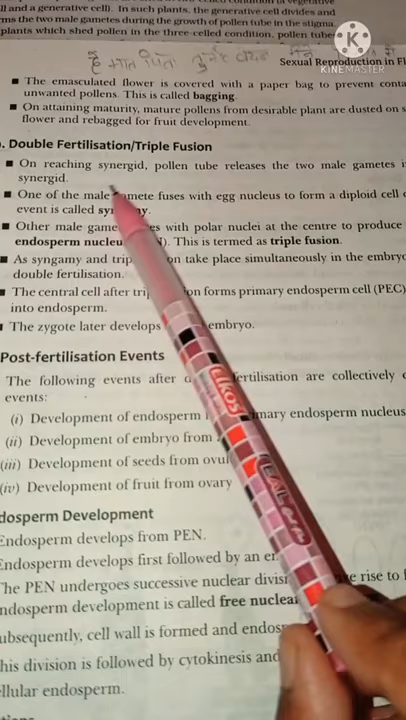 ll and a generative cell). In such plants, the generative cell divides and
rms the two male gametes during the growth of pollen tube in the stigma.
plants which shed pollen in the three-celled condition, pollen tube
Sexual Reproduction in Fl
K
KINEMASTER
■ The emasculated flower is covered with a paper bag to prevent conta
unwanted pollens. This is called bagging.
■ On attaining maturity, mature pollens from desirable plant are dusted on s
flower and rebagged for fruit development.
. Double Fertilisation/Triple Fusion
■ On reaching synergid, pollen tube releases the two male gametes i
synergid.
■ One of the male gamete fuses with egg nucleus to form a diploid cell
event is called sy y.
■ Other male game es with polar nuclei at the centre to produce
endosperm nucleu ). This is termed as triple fusion.
■ As syngamy and trip on take place simultaneously in the embryo
double fertilisation.
■ The central cell after trip on forms primary endosperm cell (PEC)
into endosperm.
The zygote later develops embryo.
Post-fertilisation Events
The following events after fertilisation are collectively
events:
(i) Development of endosperm imary endosperm nucleus
(ii) Development of embryo from
(iii) Development of seeds from ovul
(iv) Development of fruit from ovary
dosperm Development
Endosperm develops from PEN.
Endosperm develops first followed by an e
The PEN undergoes successive nuclear divisi e rise to f
ndosperm development is called free nuclea
ubsequently, cell wall is formed and endosp
his division is followed by cytokinesis and
ellular endosperm.
LIKOS